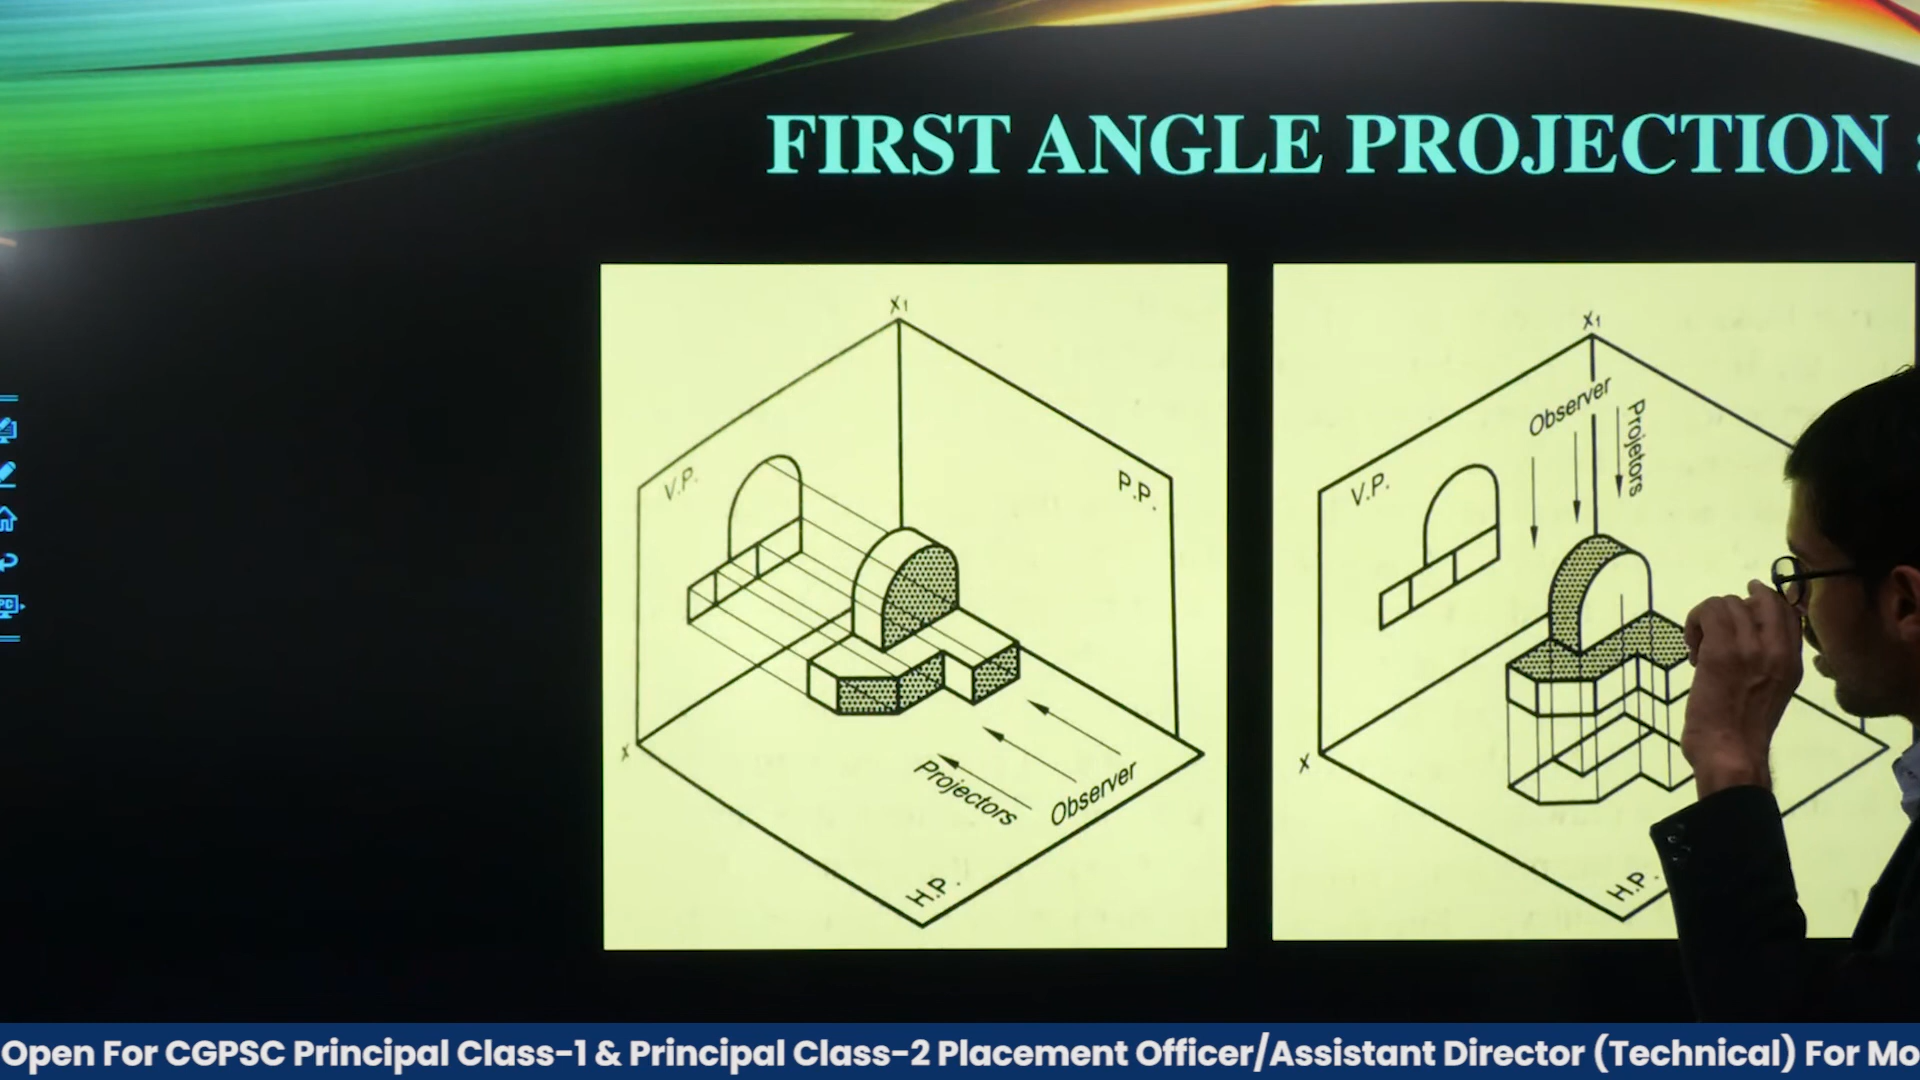 FIRST ANGLE PROJECTION :
X1
V.P.
P.P.
X
Projectors
Observer
H.P.
X1
Observer
Projetors
V.P.
X
H.P.
Open For CGPSC Principal Class-1 & Principal Class-2 Placement Officer/Assistant Director (Technical) For Mo